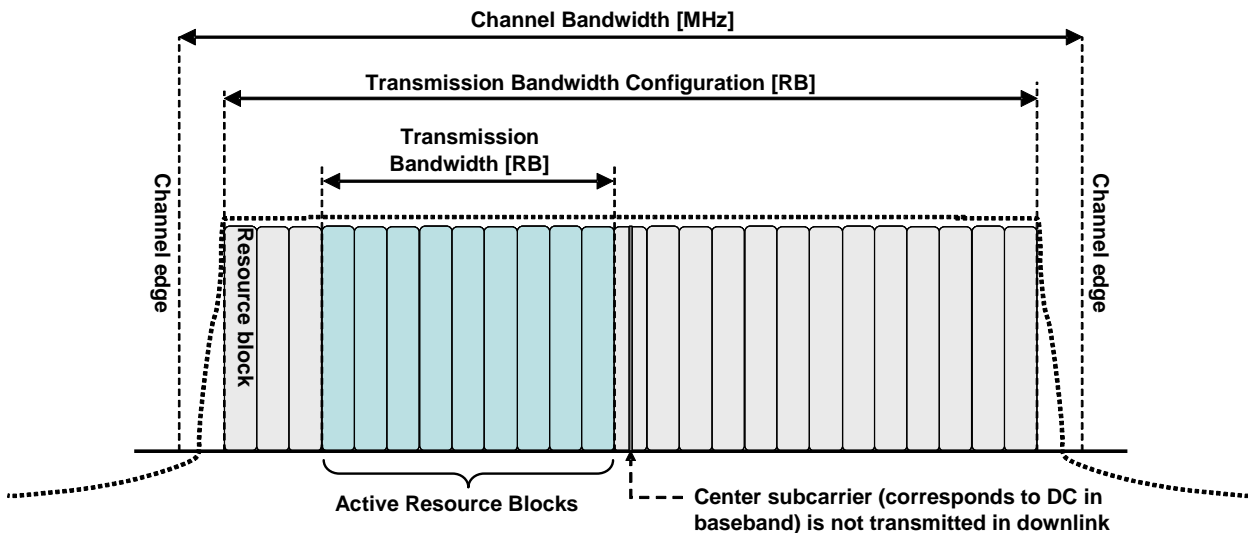 Channel Bandwidth [MHz]
Transmission Bandwidth Configuration [RB]
Transmission
Bandwidth [RB]
Channel edge
Channel edge
Resource block
Active Resource Blocks
Center subcarrier (corresponds to DC in
baseband) is not transmitted in downlink